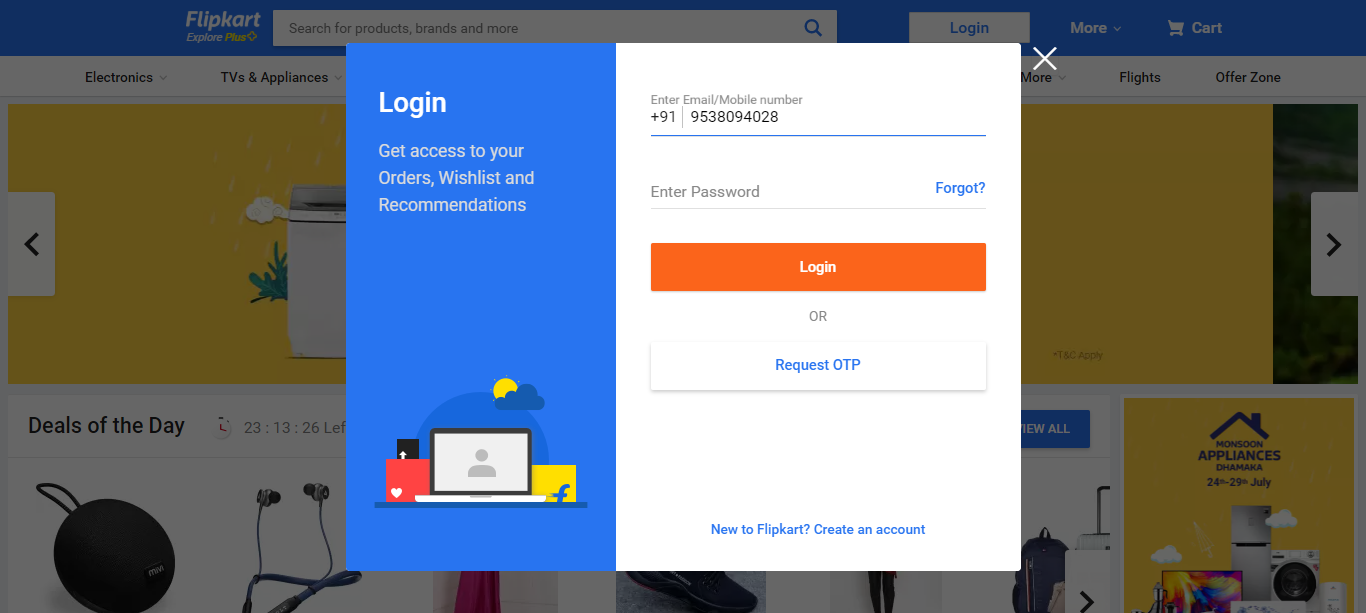 Flipkart
Explore Plus
Search for products, brands and more
Login
More
Cart
Electronics
TVs & Appliances
More
Flights
Offer Zone
Login
Get access to your
Orders, Wishlist and
Recommendations
Enter Email/Mobile number
+91 9538094028
Enter Password
Forgot?
Login
OR
Request OTP
New to Flipkart? Create an account
*T&C Apply
Deals of the Day
23 : 13 : 26 Lef
VIEW ALL
mivi
MONSOON
APPLIANCES
DHAMAKA
24th-29th July